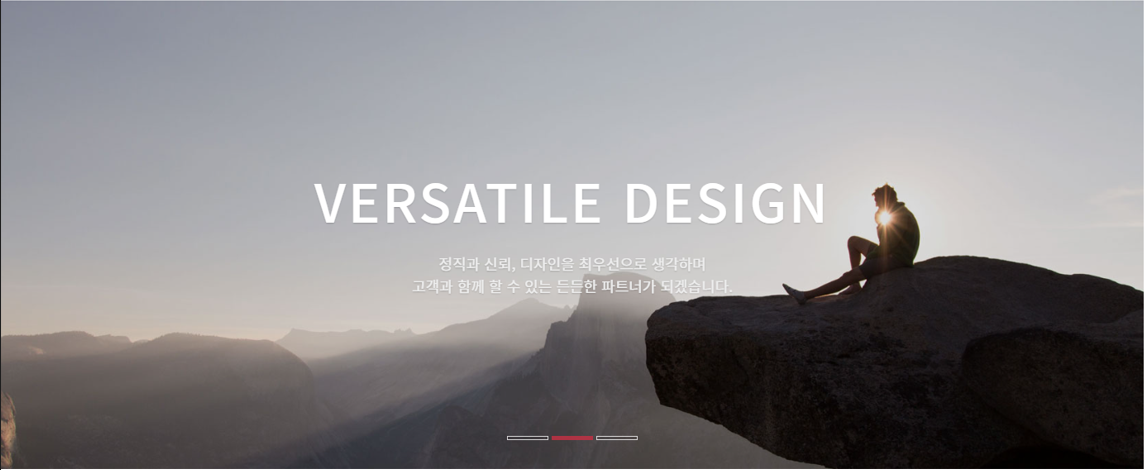 VERSATILE DESIGN
정직과 신뢰, 디자인을 최우선으로 생각하며
고객과 함께 할 수 있는 든든한 파트너가 되겠습니다.